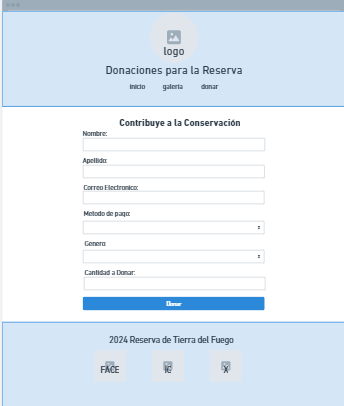 logo
Donaciones para la Reserva
inicio galeria donar
Contribuye a la Conservación
Nombre:
Apellido:
Correo Electronico:
Metodo de pago:
Genero:
Cantidad a Donar:
Donar
2024 Reserva de Tierra del Fuego
FACE IG X